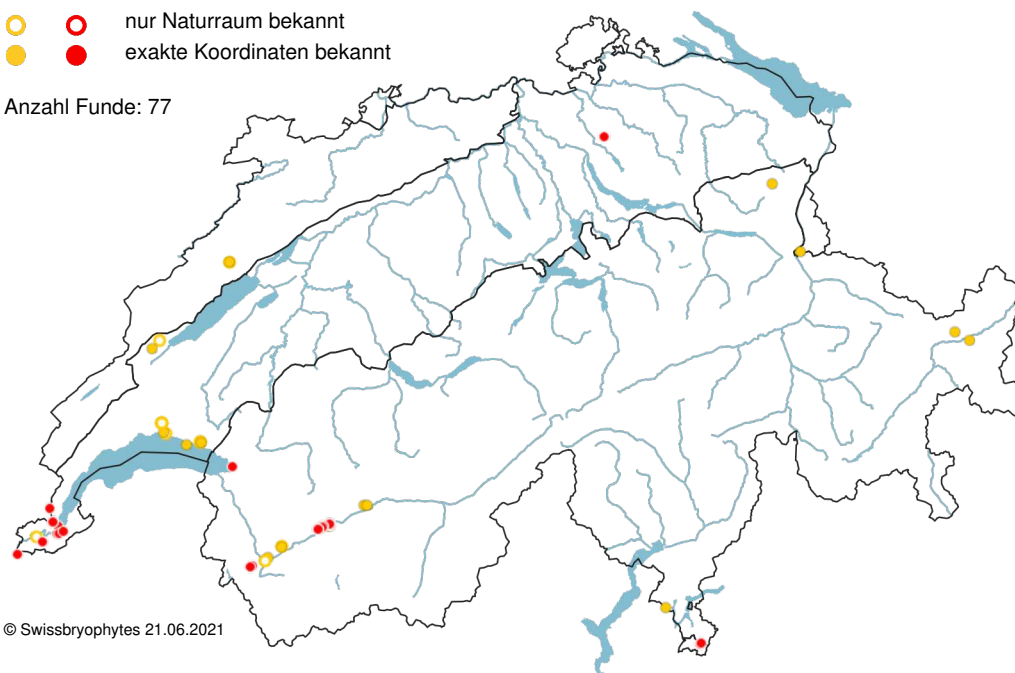 nur Naturraum bekannt
exakte Koordinaten bekannt
Anzahl Funde: 77
© Swissbryophytes 21.06.2021